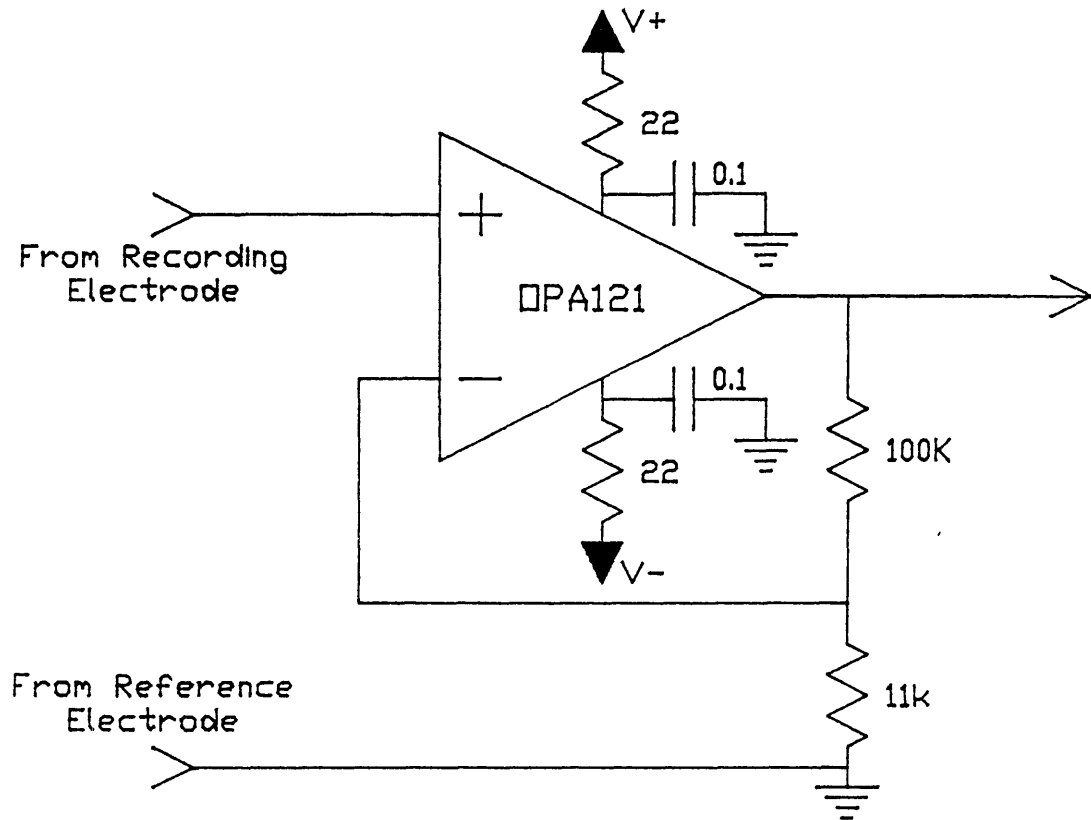 V+
22
0.1
+
From Recording
Electrode
OPA121
−
0.1
100K
22
V-
From Reference
Electrode
11k